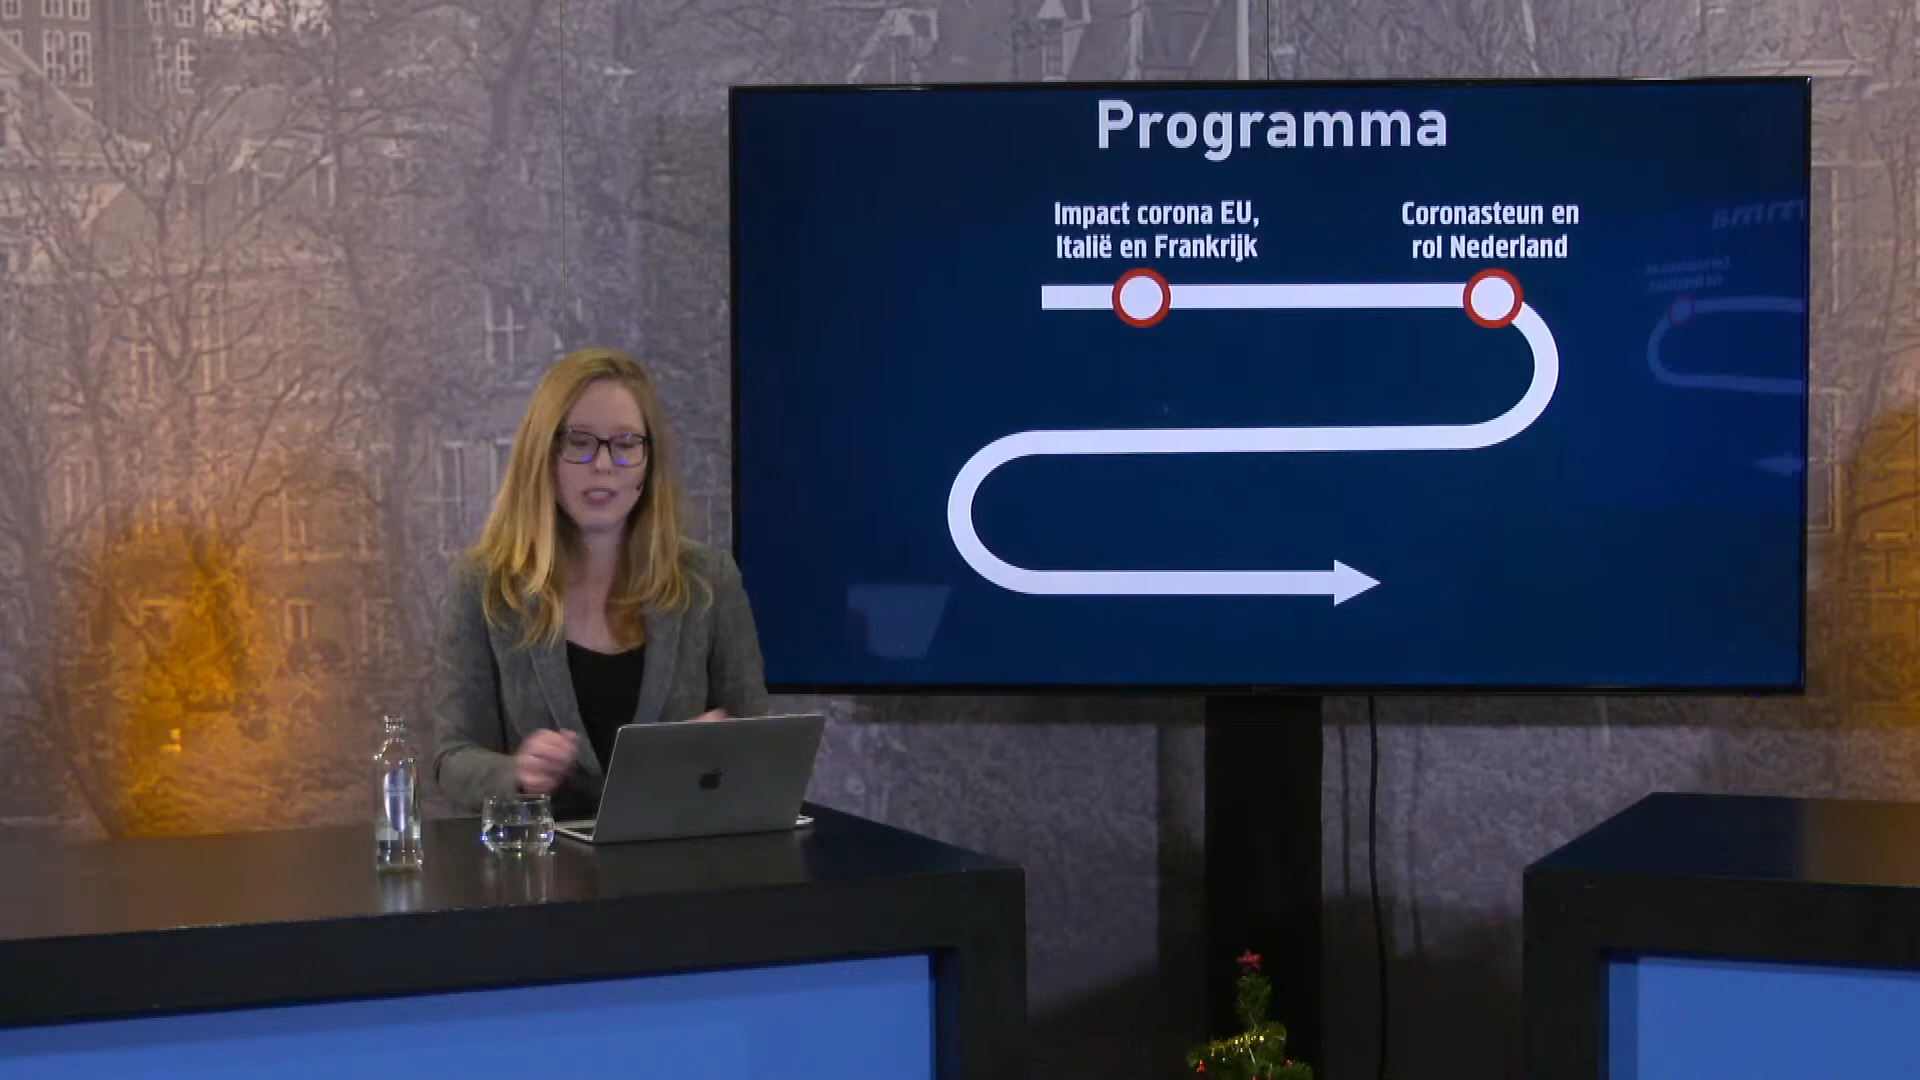 Programma
Impact corona EU,
Italië en Frankrijk
Coronasteun en
rol Nederland